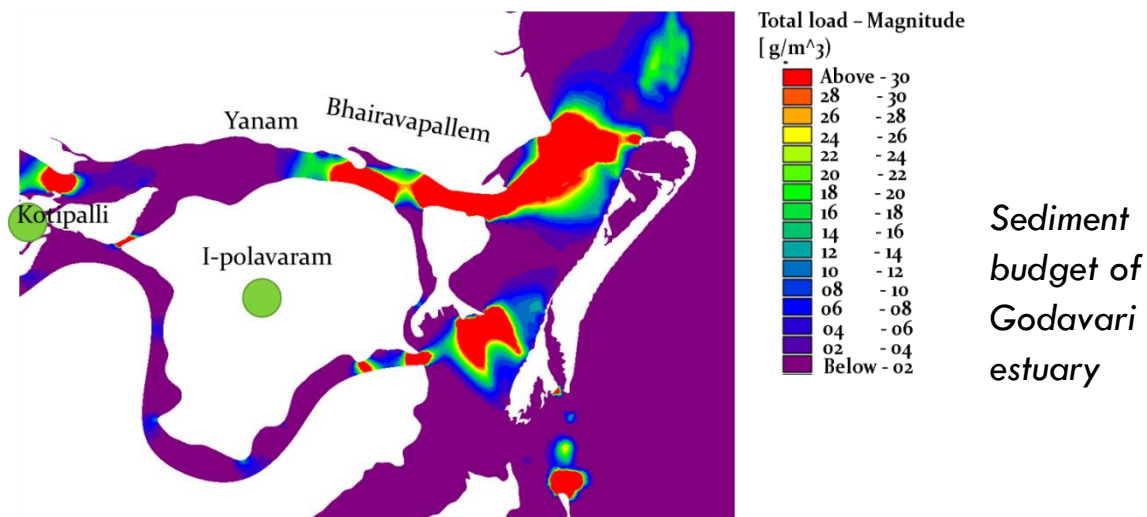 Yanam
Bhairavapallem
Kotipalli
I-polavaram
Total load – Magnitude
[ g/m^3)
Above - 30
28 - 30
26 - 28
24 - 26
22 - 24
20 - 22
18 - 20
16 - 18
14 - 16
12 - 14
10 - 12
08 - 10
06 - 08
04 - 06
02 - 04
Below - 02
Sediment
budget of
Godavari
estuary